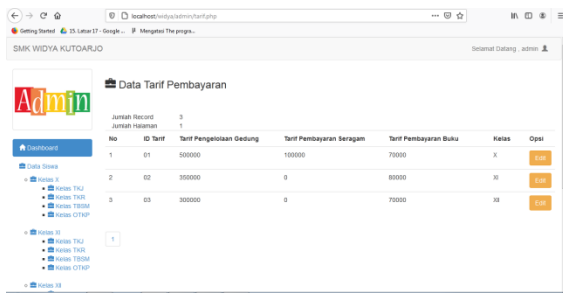 localhost/widya/admin/tarif.php
Getting Started
15. Latsar 17 - Google ...
Mengatasi The progra...
SMK WIDYA KUTOARJO
Selamat Datang , admin
Admin
Data Tarif Pembayaran
Jumlah Record 3
Jumlah Halaman 1
No ID Tarif Tarif Pengelolaan Gedung Tarif Pembayaran Seragam Tarif Pembayaran Buku Kelas Opsi
1 01 500000 100000 70000 X Edit
2 02 350000 0 80000 XI Edit
3 03 300000 0 70000 XII Edit
1
Dashboard
Data Siswa
Kelas X
Kelas TKJ
Kelas TKR
Kelas TBSM
Kelas OTKP
Kelas XI
Kelas TKJ
Kelas TKR
Kelas TBSM
Kelas OTKP
Kelas XII